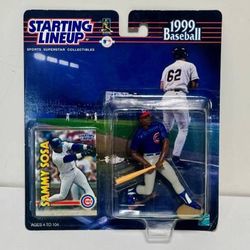 STARTING
LINEUP
SPORTS SUPERSTAR COLLECTIBLES
1999
Baseball
62
SAMMY SOSA
AGES 4 TO 104